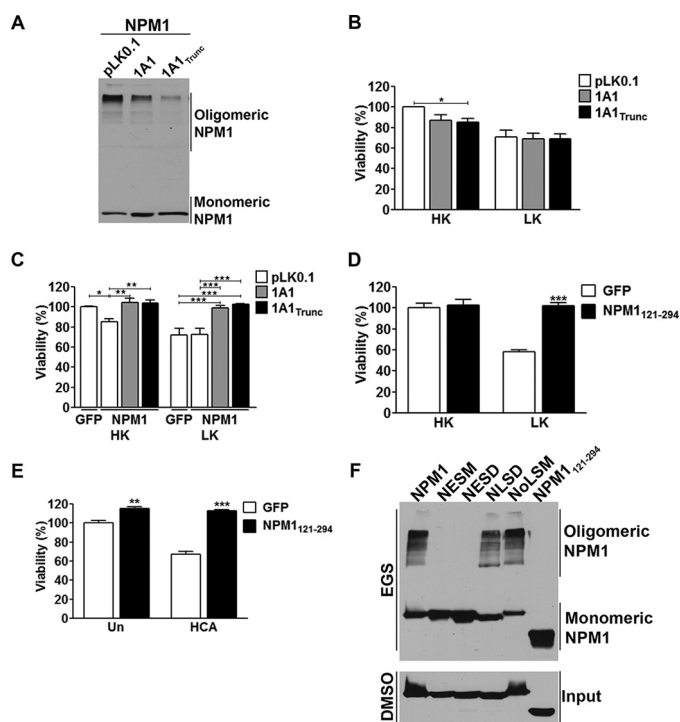 A
NPM1
pLK0.1
1A1
1A1Trunc
Oligomeric
NPM1
Monomeric
NPM1
B
Viability (%)
120
100
80
60
40
20
0
*
HK
LK
pLK0.1
1A1
1A1Trunc
C
Viability (%)
120
100
80
60
40
20
0
* **
**
***
***
***
***
GFP NPM1 GFP NPM1
HK LK
pLK0.1
1A1
1A1Trunc
D
Viability (%)
120
100
80
60
40
20
0
***
HK LK
GFP
NPM1121-294
E
Viability (%)
120
100
80
60
40
20
0
**
***
Un HCA
GFP
NPM1121-294
F
NPM1
NESM
NESD
NLSD
NoLSM
NPM1121-294
EGS
Oligomeric
NPM1
Monomeric
NPM1
DMSO
Input